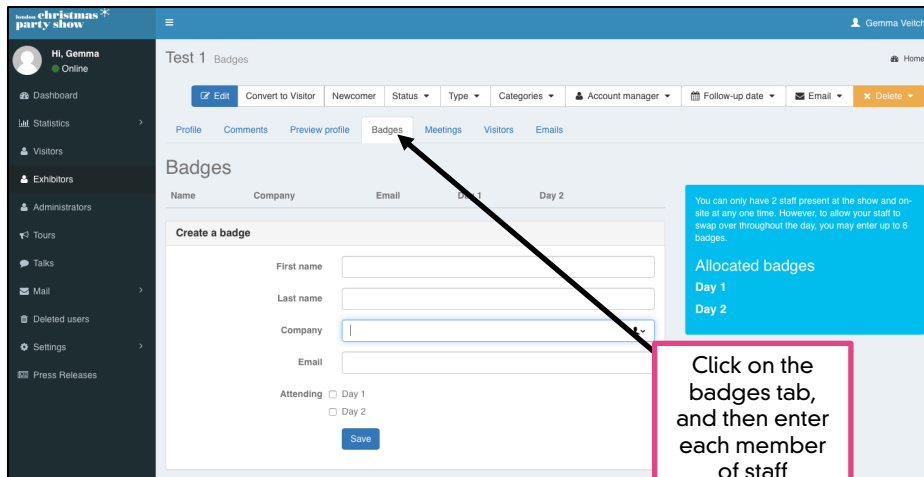 london christmas
party show
Gemma Veitch
Hi, Gemma
Online
Dashboard
Statistics
Visitors
Exhibitors
Administrators
Tours
Talks
Mail
Deleted users
Settings
Press Releases
Test 1 Badges
Home
Edit Convert to Visitor Newcomer Status Type Categories Account manager Follow-up date Email Delete
Profile Comments Preview profile Badges Meetings Visitors Emails
Badges
Name Company Email Day 1 Day 2
Create a badge
First name
Last name
Company
Email
Attending Day 1
Day 2
Save
You can only have 2 staff present at the show and on-
site at any one time. However, to allow your staff to
swap over throughout the day, you may enter up to 6
badges.
Allocated badges
Day 1
Day 2
Click on the
badges tab,
and then enter
each member
of staff